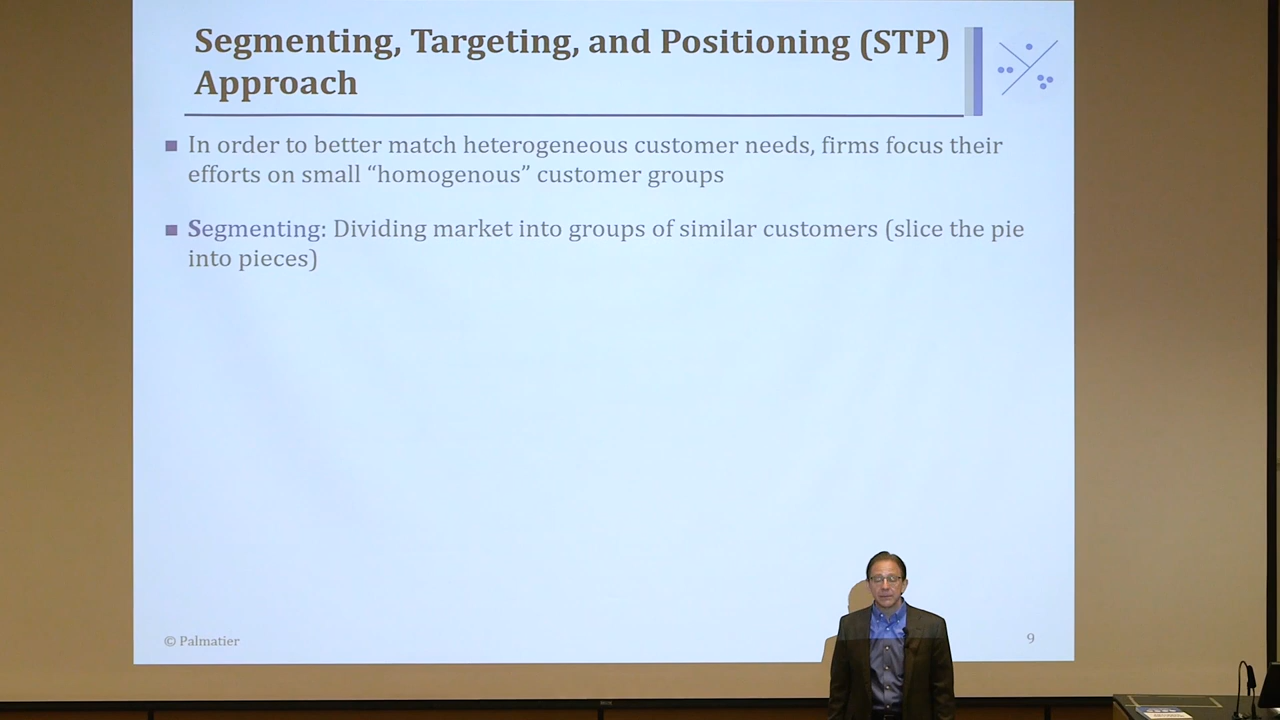 Segmenting, Targeting, and Positioning (STP)
Approach
In order to better match heterogeneous customer needs, firms focus their
efforts on small “homogenous” customer groups
Segmenting: Dividing market into groups of similar customers (slice the pie
into pieces)
© Palmatier
9